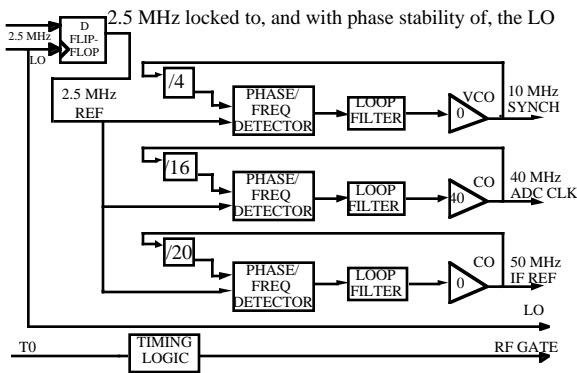 2.5 MHz locked to, and with phase stability of, the LO
D
FLIP-
FLOP
2.5 MHz
LO
2.5 MHz
REF
/4
PHASE/
FREQ
DETECTOR
LOOP
FILTER
VCO
0
10 MHz
SYNCH
/16
PHASE/
FREQ
DETECTOR
LOOP
FILTER
CO
40
40 MHz
ADC CLK
/20
PHASE/
FREQ
DETECTOR
LOOP
FILTER
CO
0
50 MHz
IF REF
LO
T0
TIMING
LOGIC
RF GATE